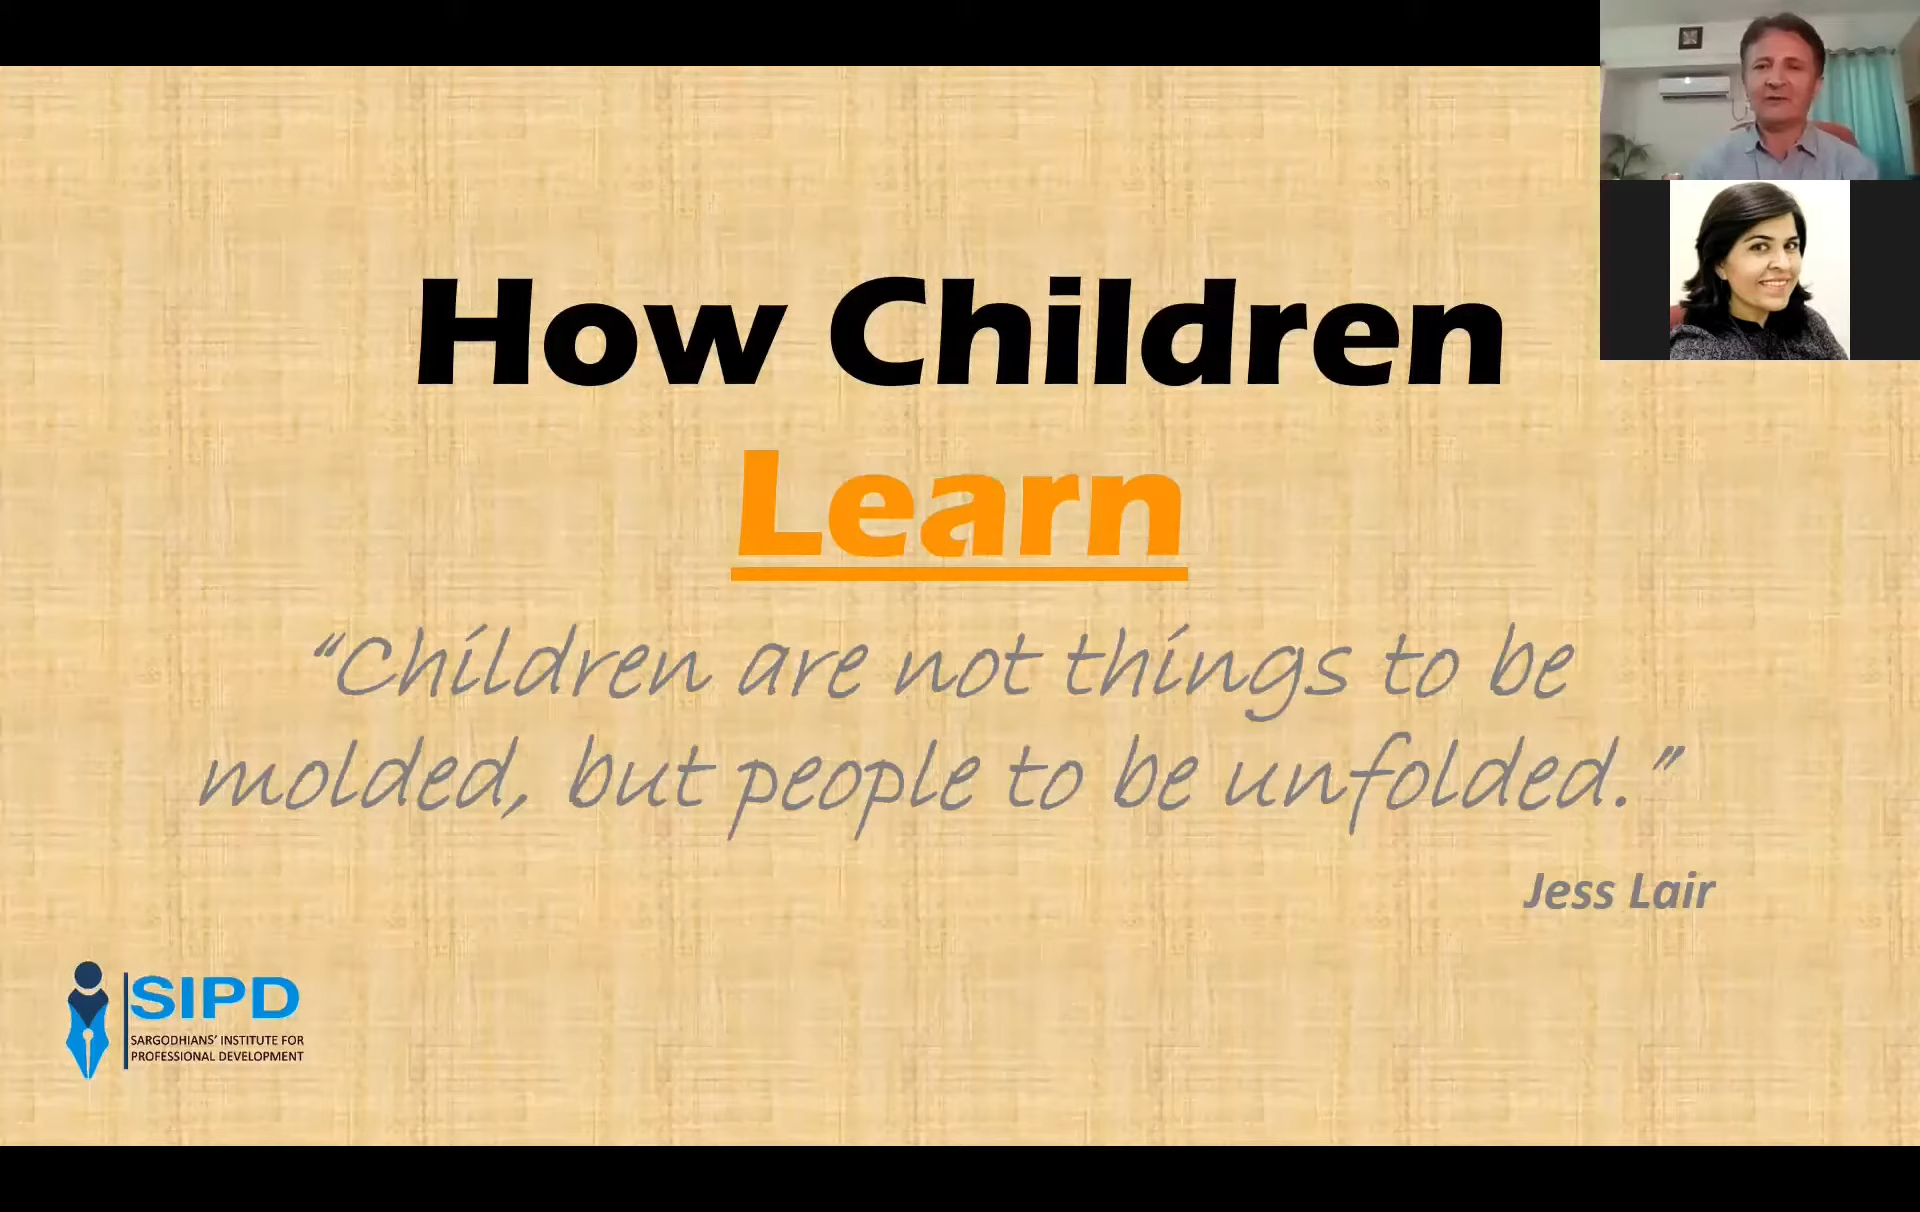 How Children
Learn
“Children are not things to be
molded, but people to be unfolded.”
Jess Lair
SIPD
SARGODHIANS’ INSTITUTE FOR
PROFESSIONAL DEVELOPMENT